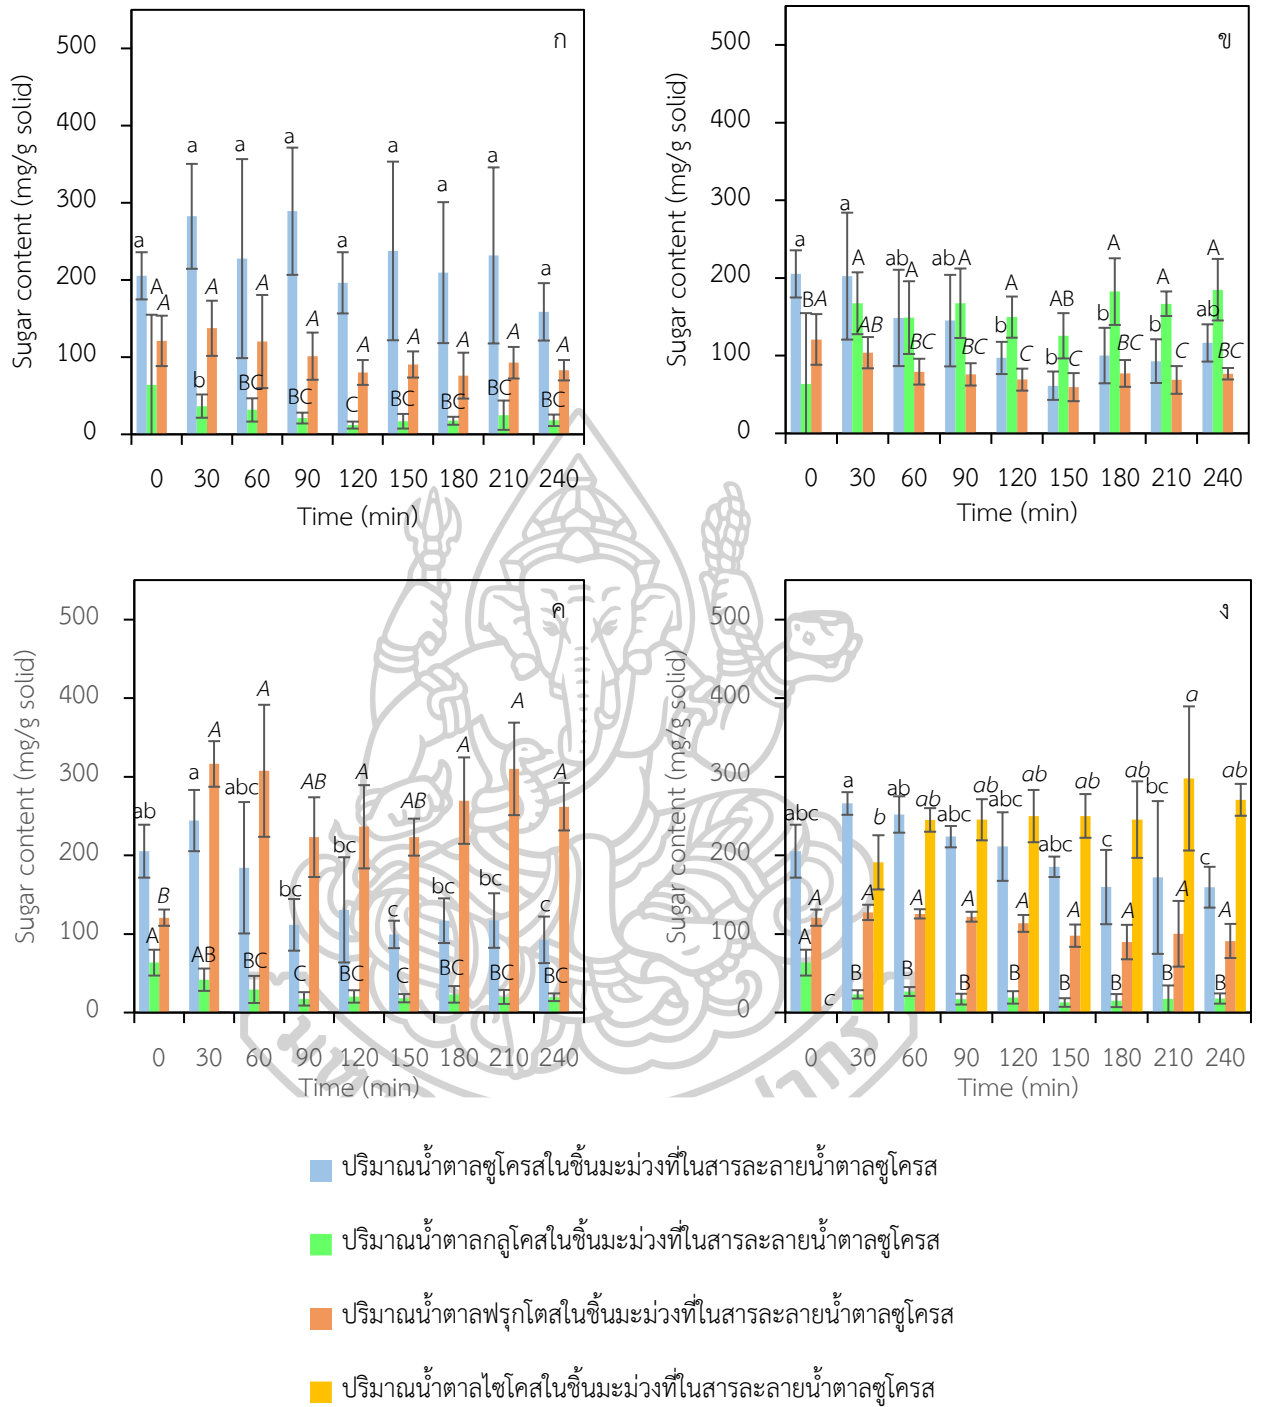 ก
Sugar content (mg/g solid)
500
400
300
200
100
0
a a a a a a a a a
A b BC BC C BC BC BC BC
A A A A A A A A A
0 30 60 90 120 150 180 210 240
Time (min)
ข
Sugar content (mg/g solid)
500
400
300
200
100
0
a a ab ab b b b b ab
B A A A A AB A A A
A AB BC BC C C BC C BC
0 30 60 90 120 150 180 210 240
Time (min)
ค
Sugar content (mg/g solid)
500
400
300
200
100
0
ab a abc bc bc c bc bc c
A AB BC C BC C BC BC BC
B A A AB A AB A A A
0 30 60 90 120 150 180 210 240
Time (min)
ง
Sugar content (mg/g solid)
500
400
300
200
100
0
abc a ab abc abc abc c bc c
A B B B B B B B B
A A A A A A A A A
c b ab ab ab ab ab a ab
0 30 60 90 120 150 180 210 240
Time (min)
ปริมาณน้ำตาลซูโครสในชิ้นมะม่วงที่ในสารละลายน้ำตาลซูโครส
ปริมาณน้ำตาลกลูโคสในชิ้นมะม่วงที่ในสารละลายน้ำตาลซูโครส
ปริมาณน้ำตาลฟรุกโตสในชิ้นมะม่วงที่ในสารละลายน้ำตาลซูโครส
ปริมาณน้ำตาลไซโคสในชิ้นมะม่วงที่ในสารละลายน้ำตาลซูโครส